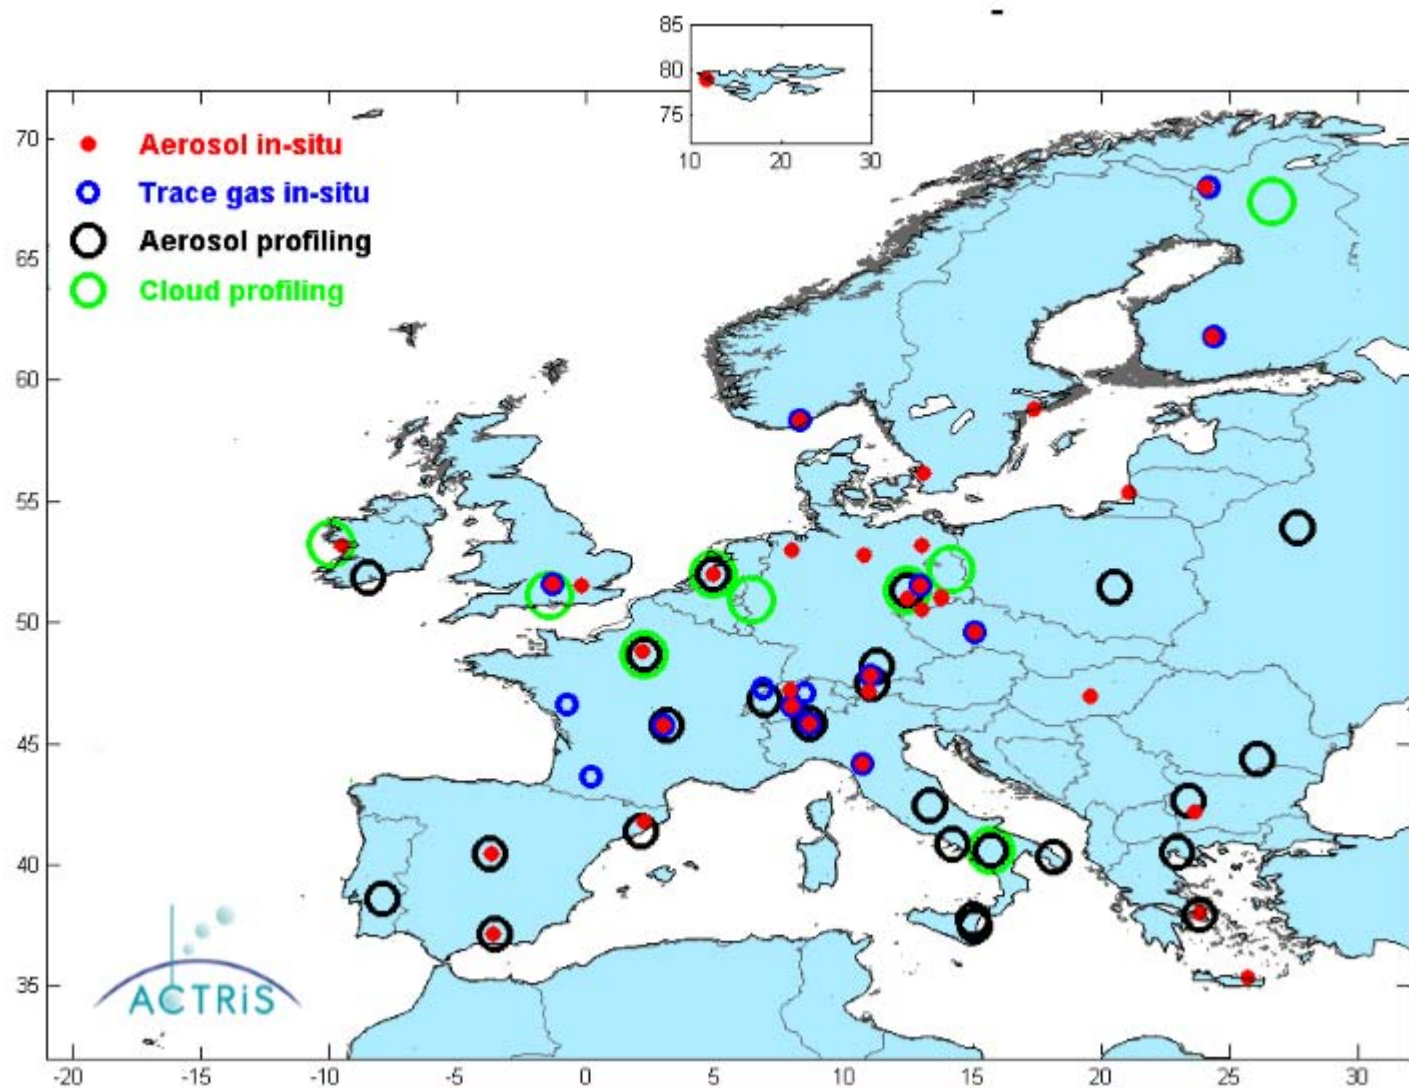 85
80
75
10 20 30
70
65
60
55
50
45
40
35
Aerosol in-situ
Trace gas in-situ
Aerosol profiling
Cloud profiling
ACTRiS
-20 -15 -10 -5 0 5 10 15 20 25 30